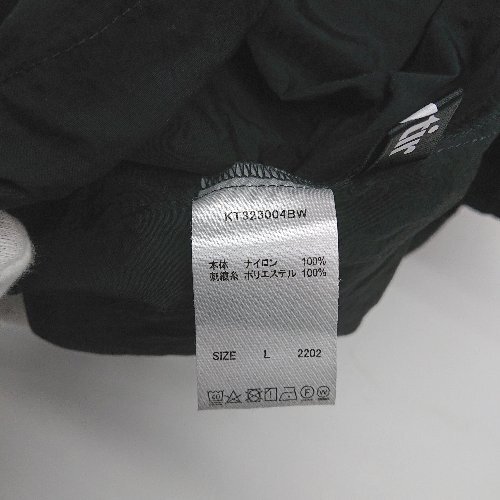 für
KT323004BW
本体 ナイロン 100%
刺繍糸 ポリエステル 100%
SIZE L 2202